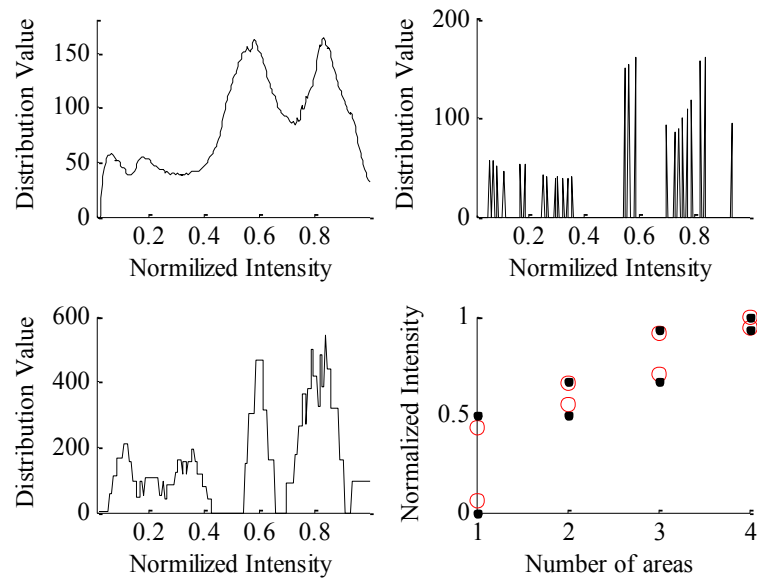 Distribution Value
150
100
50
0
0.2 0.4 0.6 0.8
Normilized Intensity
Distribution Value
200
100
0
0.2 0.4 0.6 0.8
Normilized Intensity
Distribution Value
600
400
200
0
0.2 0.4 0.6 0.8
Normilized Intensity
Normalized Intensity
1
0.5
0
1 2 3 4
Number of areas